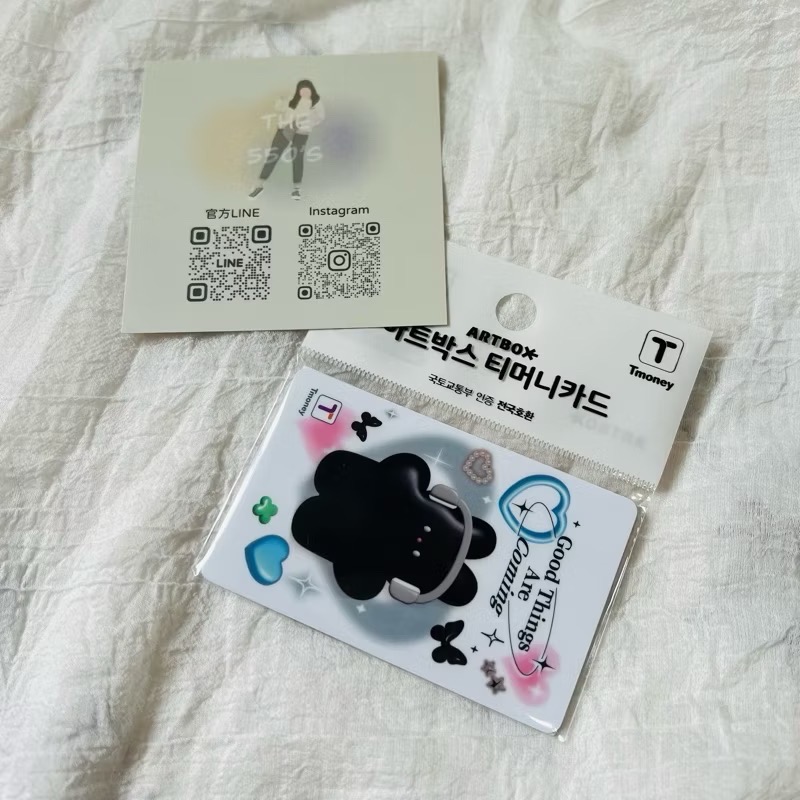 THE
550'S
官方LINE
Instagram
LINE
ARTBOX
아트박스 티머니카드
국토교통부 인증 전국호환
Tmoney
Tmoney
Good Things
Are
Coming